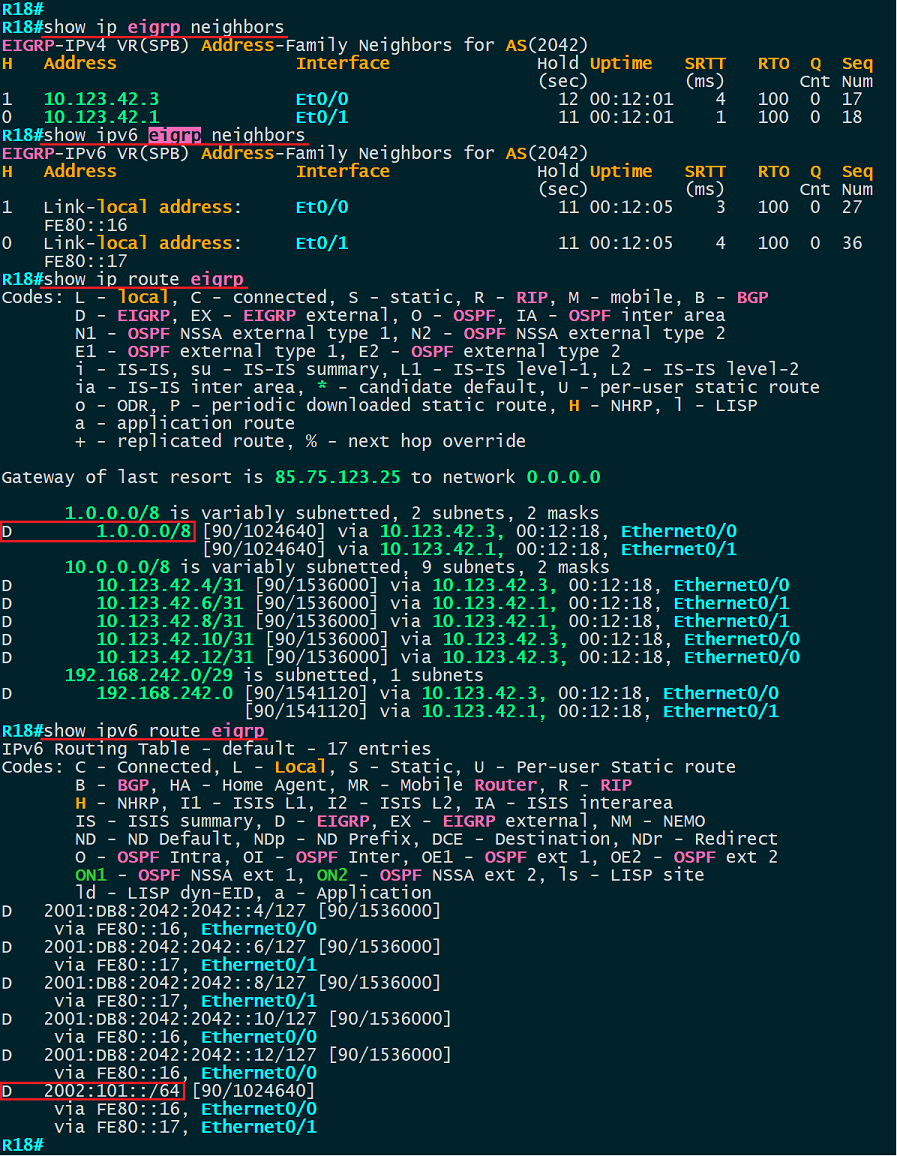 R18#
R18#show ip eigrp neighbors
EIGRP-IPv4 VR(SPB) Address-Family Neighbors for AS(2042)
H   Address                 Interface              Hold Uptime   SRTT   RTO  Q  Seq
                                                   (sec)         (ms)       Cnt Num
1   10.123.42.3             Et0/0                    12 00:12:01    4   100  0  17
0   10.123.42.1             Et0/1                    11 00:12:01    1   100  0  18
R18#show ipv6 eigrp neighbors
EIGRP-IPv6 VR(SPB) Address-Family Neighbors for AS(2042)
H   Address                 Interface              Hold Uptime   SRTT   RTO  Q  Seq
                                                   (sec)         (ms)       Cnt Num
1   Link-local address:     Et0/0                    11 00:12:05    3   100  0  27
    FE80::16
0   Link-local address:     Et0/1                    11 00:12:05    4   100  0  36
    FE80::17
R18#show ip route eigrp
Codes: L - local, C - connected, S - static, R - RIP, M - mobile, B - BGP
       D - EIGRP, EX - EIGRP external, O - OSPF, IA - OSPF inter area
       N1 - OSPF NSSA external type 1, N2 - OSPF NSSA external type 2
       E1 - OSPF external type 1, E2 - OSPF external type 2
       i - IS-IS, su - IS-IS summary, L1 - IS-IS level-1, L2 - IS-IS level-2
       ia - IS-IS inter area, * - candidate default, U - per-user static route
       o - ODR, P - periodic downloaded static route, H - NHRP, l - LISP
       a - application route
       + - replicated route, % - next hop override
Gateway of last resort is 85.75.123.25 to network 0.0.0.0
      1.0.0.0/8 is variably subnetted, 2 subnets, 2 masks
D        1.0.0.0/8 [90/1024640] via 10.123.42.3, 00:12:18, Ethernet0/0
                   [90/1024640] via 10.123.42.1, 00:12:18, Ethernet0/1
      10.0.0.0/8 is variably subnetted, 9 subnets, 2 masks
D        10.123.42.4/31 [90/1536000] via 10.123.42.3, 00:12:18, Ethernet0/0
D        10.123.42.6/31 [90/1536000] via 10.123.42.1, 00:12:18, Ethernet0/1
D        10.123.42.8/31 [90/1536000] via 10.123.42.1, 00:12:18, Ethernet0/1
D        10.123.42.10/31 [90/1536000] via 10.123.42.3, 00:12:18, Ethernet0/0
D        10.123.42.12/31 [90/1536000] via 10.123.42.3, 00:12:18, Ethernet0/0
      192.168.242.0/29 is subnetted, 1 subnets
D        192.168.242.0 [90/1541120] via 10.123.42.3, 00:12:18, Ethernet0/0
                       [90/1541120] via 10.123.42.1, 00:12:18, Ethernet0/1
R18#show ipv6 route eigrp
IPv6 Routing Table - default - 17 entries
Codes: C - Connected, L - Local, S - Static, U - Per-user Static route
       B - BGP, HA - Home Agent, MR - Mobile Router, R - RIP
       H - NHRP, I1 - ISIS L1, I2 - ISIS L2, IA - ISIS interarea
       IS - ISIS summary, D - EIGRP, EX - EIGRP external, NM - NEMO
       ND - ND Default, NDp - ND Prefix, DCE - Destination, NDr - Redirect
       O - OSPF Intra, OI - OSPF Inter, OE1 - OSPF ext 1, OE2 - OSPF ext 2
       ON1 - OSPF NSSA ext 1, ON2 - OSPF NSSA ext 2, ls - LISP site
       ld - LISP dyn-EID, a - Application
D   2001:DB8:2042:2042::4/127 [90/1536000]
     via FE80::16, Ethernet0/0
D   2001:DB8:2042:2042::6/127 [90/1536000]
     via FE80::17, Ethernet0/1
D   2001:DB8:2042:2042::8/127 [90/1536000]
     via FE80::17, Ethernet0/1
D   2001:DB8:2042:2042::10/127 [90/1536000]
     via FE80::16, Ethernet0/0
D   2001:DB8:2042:2042::12/127 [90/1536000]
     via FE80::16, Ethernet0/0
D   2002:101::/64 [90/1024640]
     via FE80::16, Ethernet0/0
     via FE80::17, Ethernet0/1
R18#